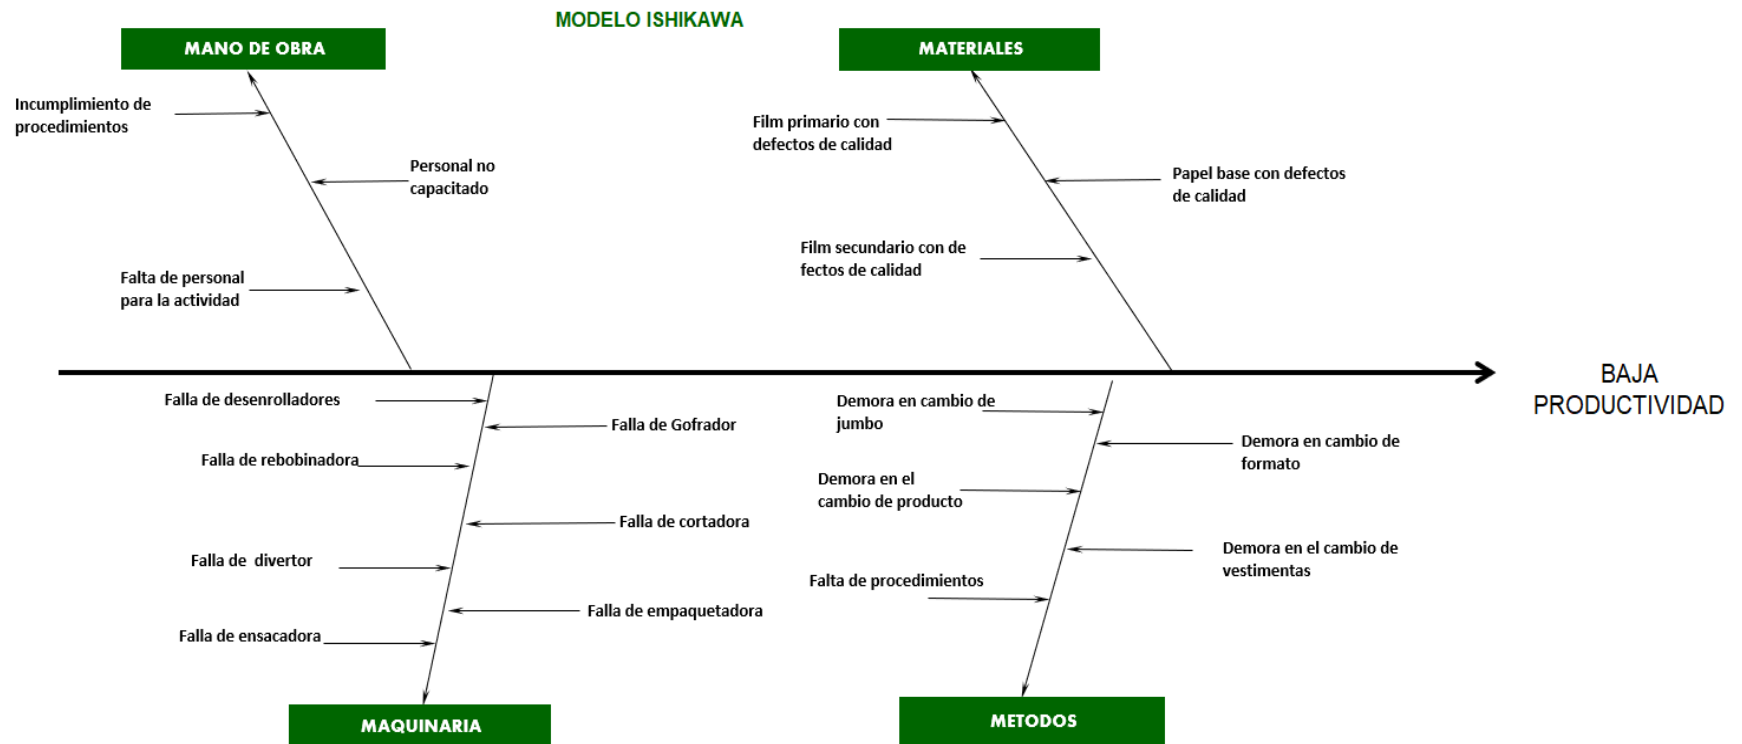 MODELO ISHIKAWA
MANO DE OBRA
MATERIALES
Incumplimiento de
procedimientos
Personal no
capacitado
Falta de personal
para la actividad
Film primario con
defectos de calidad
Papel base con defectos
de calidad
Film secundario con de
fectos de calidad
BAJA
PRODUCTIVIDAD
Falla de desenrolladores
Falla de Gofrador
Falla de rebobinadora
Falla de cortadora
Falla de divertor
Falla de empaquetadora
Falla de ensacadora
Demora en cambio de
jumbo
Demora en cambio de
formato
Demora en el
cambio de producto
Demora en el cambio de
vestimentas
Falta de procedimientos
MAQUINARIA
METODOS